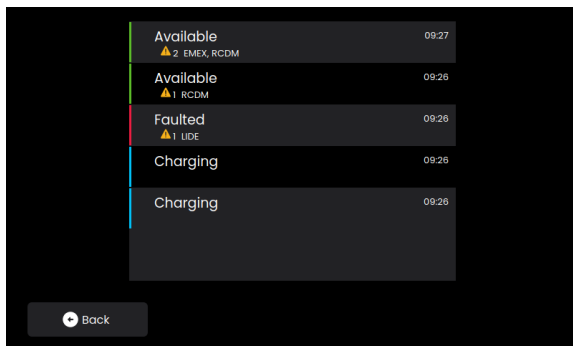 Available 09:27
2 EMEX, RCDM
Available 09:26
1 RCDM
Faulted 09:26
1 LIDE
Charging 09:26
Charging 09:26
Back